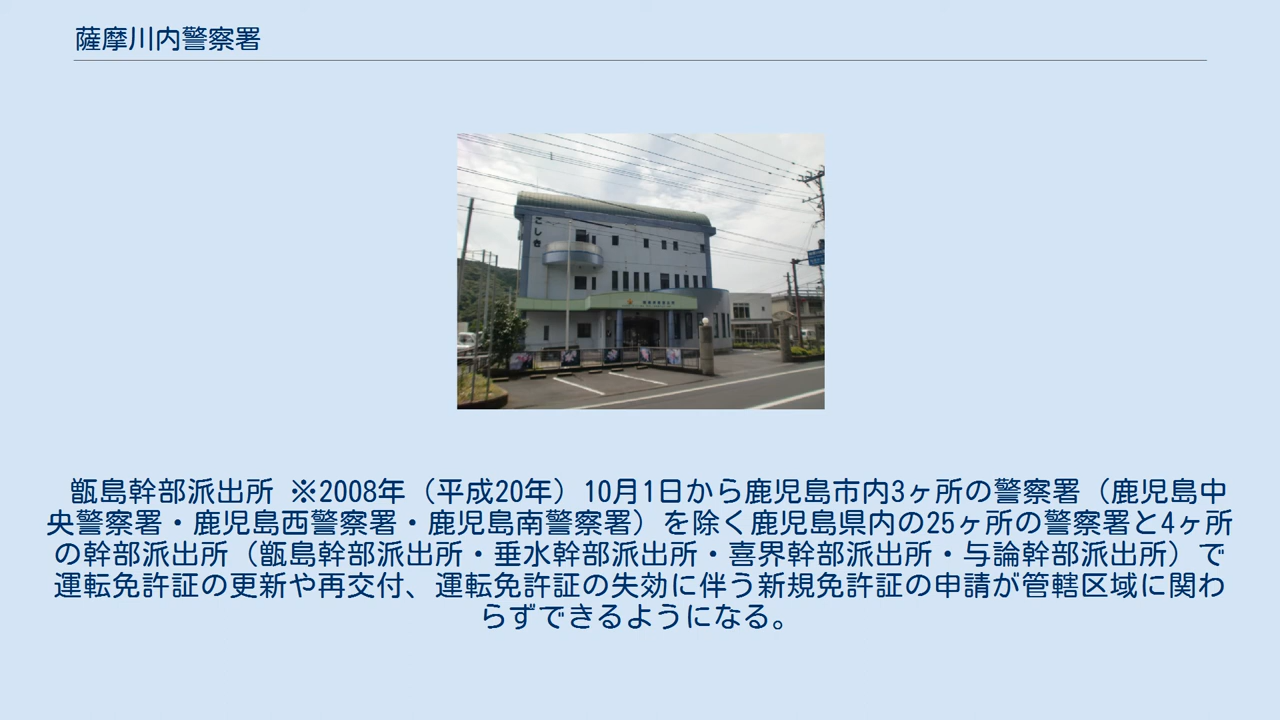 薩摩川内警察署
こしき
甑島幹部派出所 ※2008年（平成20年）10月1日から鹿児島市内3ヶ所の警察署（鹿児島中
央警察署・鹿児島西警察署・鹿児島南警察署）を除く鹿児島県内の25ヶ所の警察署と4ヶ所
の幹部派出所（甑島幹部派出所・垂水幹部派出所・喜界幹部派出所・与論幹部派出所）で
運転免許証の更新や再交付、運転免許証の失効に伴う新規免許証の申請が管轄区域に関わ
らずできるようになる。